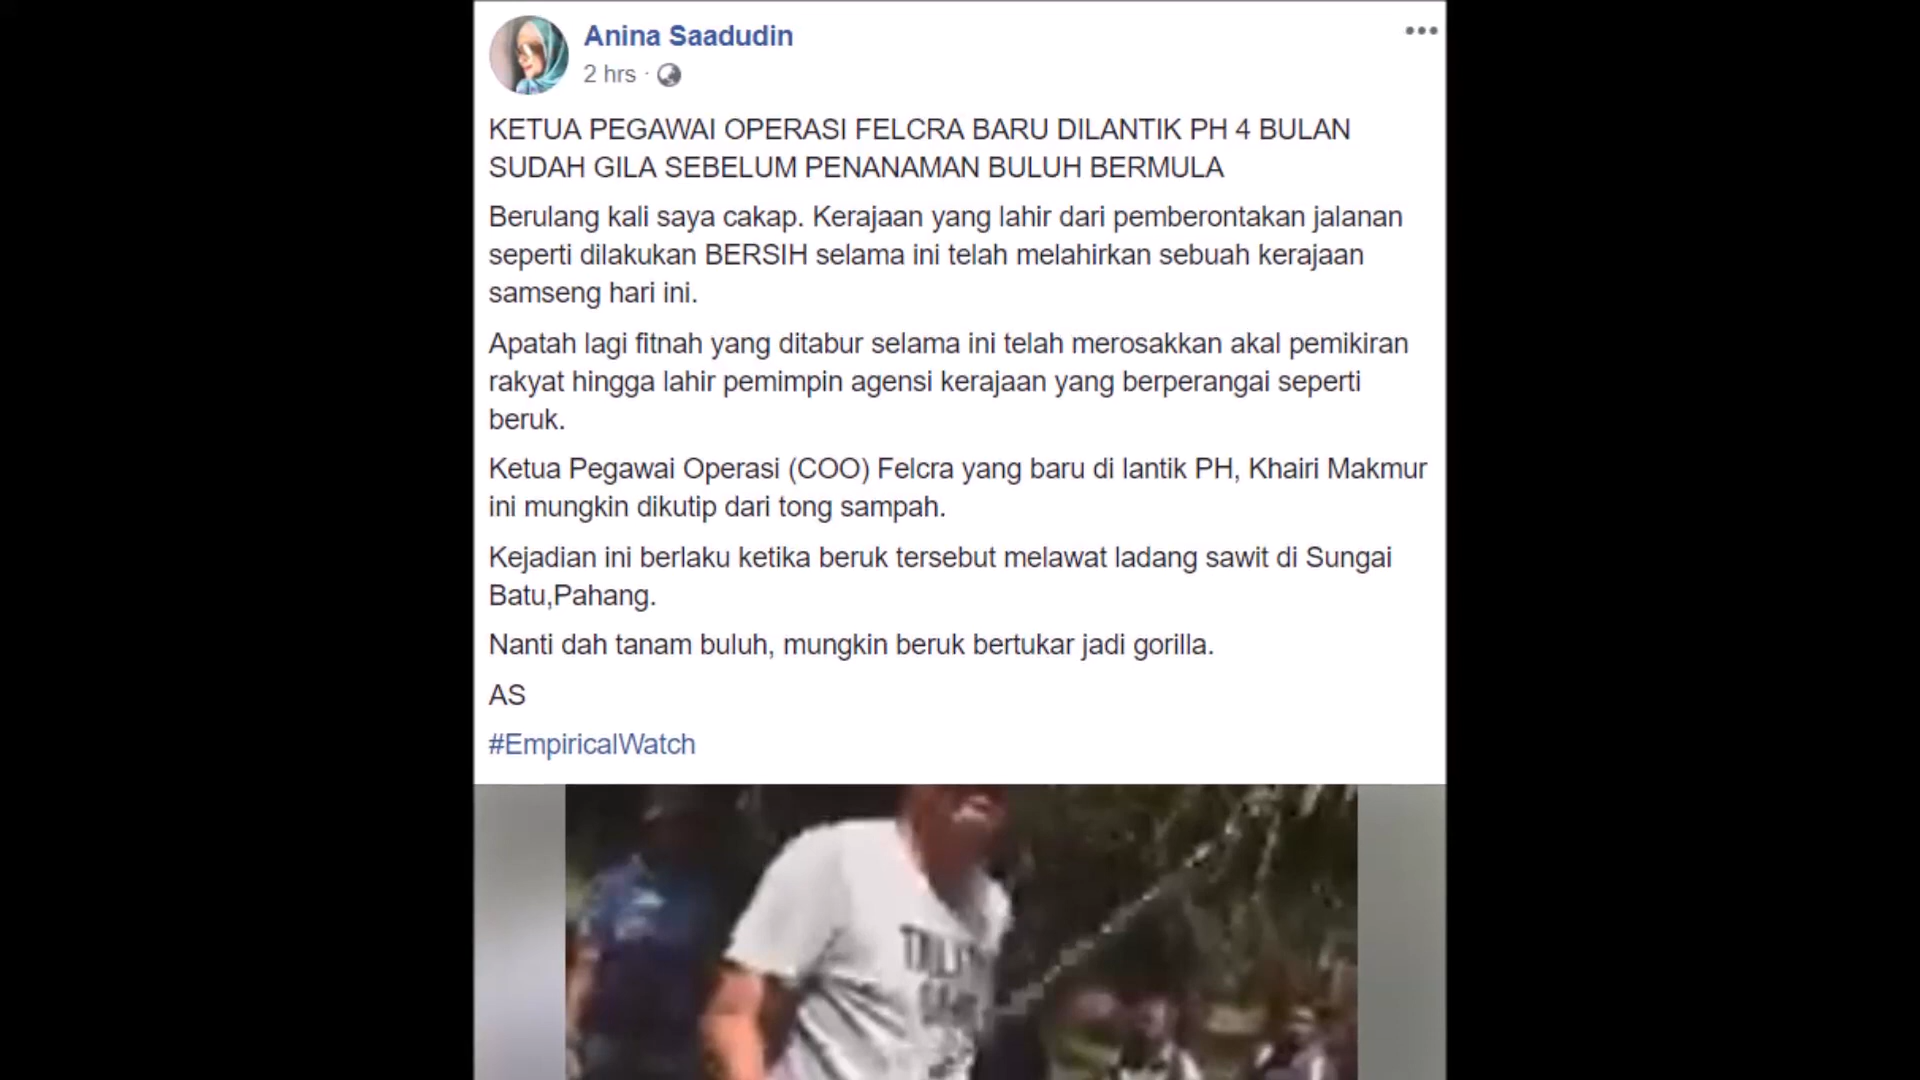 Anina Saadudin
2 hrs ·
KETUA PEGAWAI OPERASI FELCRA BARU DILANTIK PH 4 BULAN
SUDAH GILA SEBELUM PENANAMAN BULUH BERMULA
Berulang kali saya cakap. Kerajaan yang lahir dari pemberontakan jalanan
seperti dilakukan BERSIH selama ini telah melahirkan sebuah kerajaan
samseng hari ini.
Apatah lagi fitnah yang ditabur selama ini telah merosakkan akal pemikiran
rakyat hingga lahir pemimpin agensi kerajaan yang berperangai seperti
beruk.
Ketua Pegawai Operasi (COO) Felcra yang baru di lantik PH, Khairi Makmur
ini mungkin dikutip dari tong sampah.
Kejadian ini berlaku ketika beruk tersebut melawat ladang sawit di Sungai
Batu,Pahang.
Nanti dah tanam buluh, mungkin beruk bertukar jadi gorilla.
AS
#EmpiricalWatch